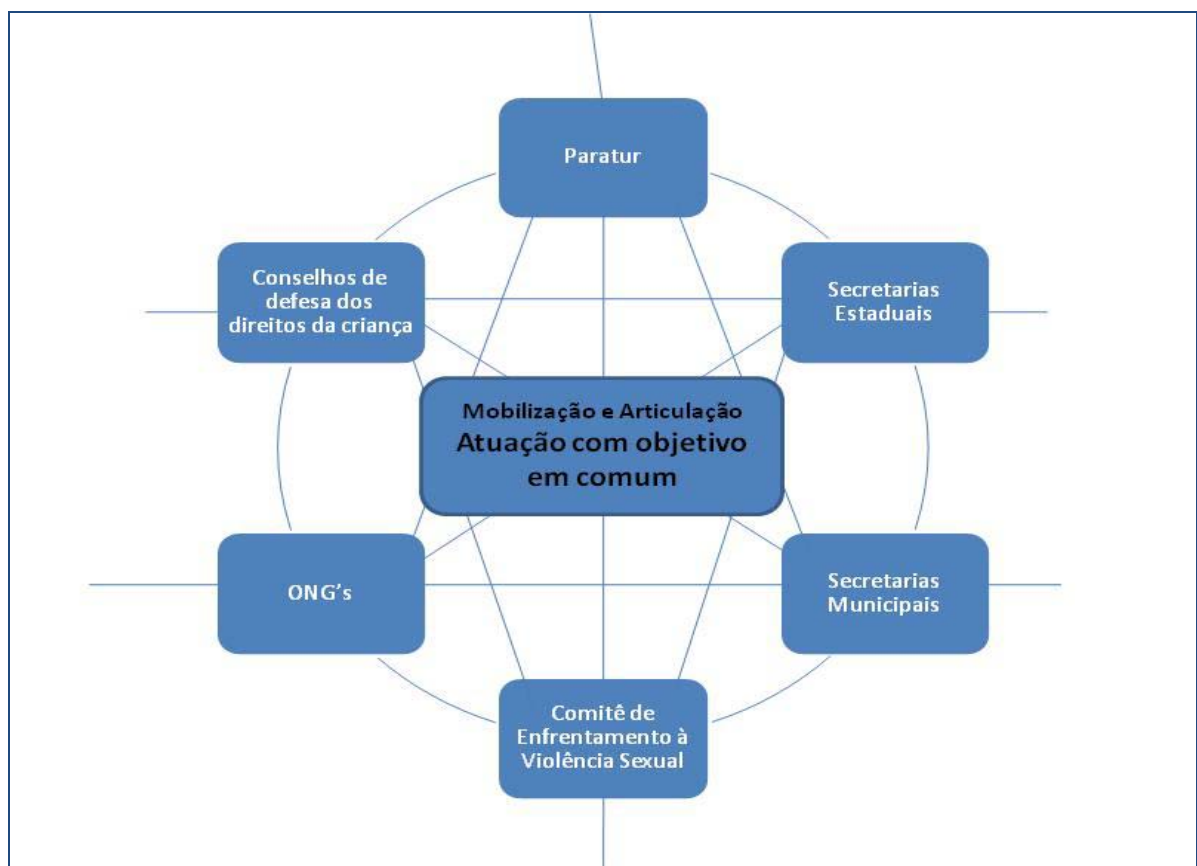 Paratur
Conselhos de
defesa dos
direitos da criança
Secretarias
Estaduais
Mobilização e Articulação
Atuação com objetivo
em comum
ONG’s
Secretarias
Municipais
Comitê de
Enfrentamento à
Violência Sexual